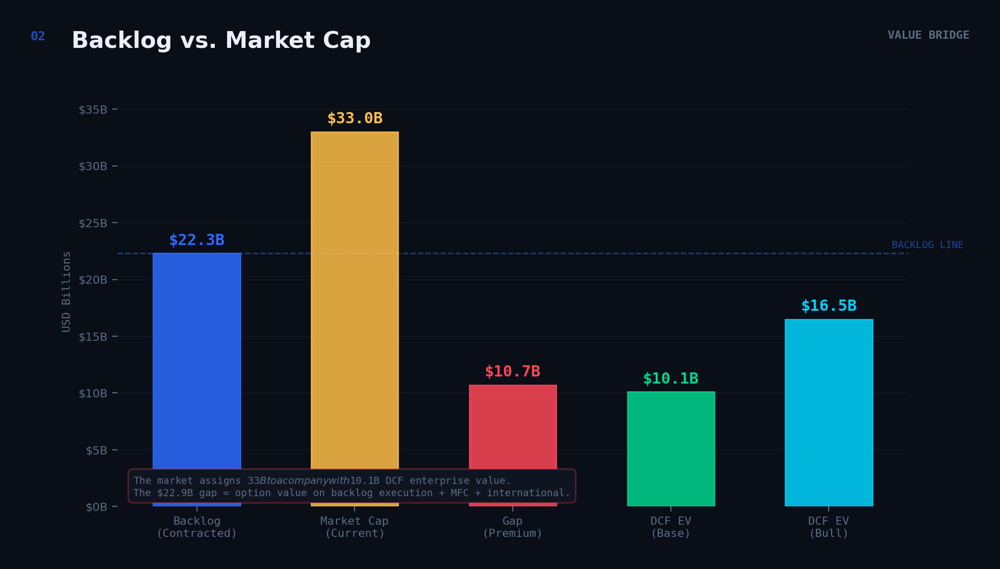 02
Backlog vs. Market Cap
VALUE BRIDGE
USD Billions
$35B
$30B
$25B
$20B
$15B
$10B
$5B
$0B
$22.3B
$33.0B
$10.7B
$10.1B
$16.5B
BACKLOG LINE
The market assigns 33Btoacompanywith10.1B DCF enterprise value.
The $22.9B gap = option value on backlog execution + MFC + international.
Backlog
(Contracted)
Market Cap
(Current)
Gap
(Premium)
DCF EV
(Base)
DCF EV
(Bull)